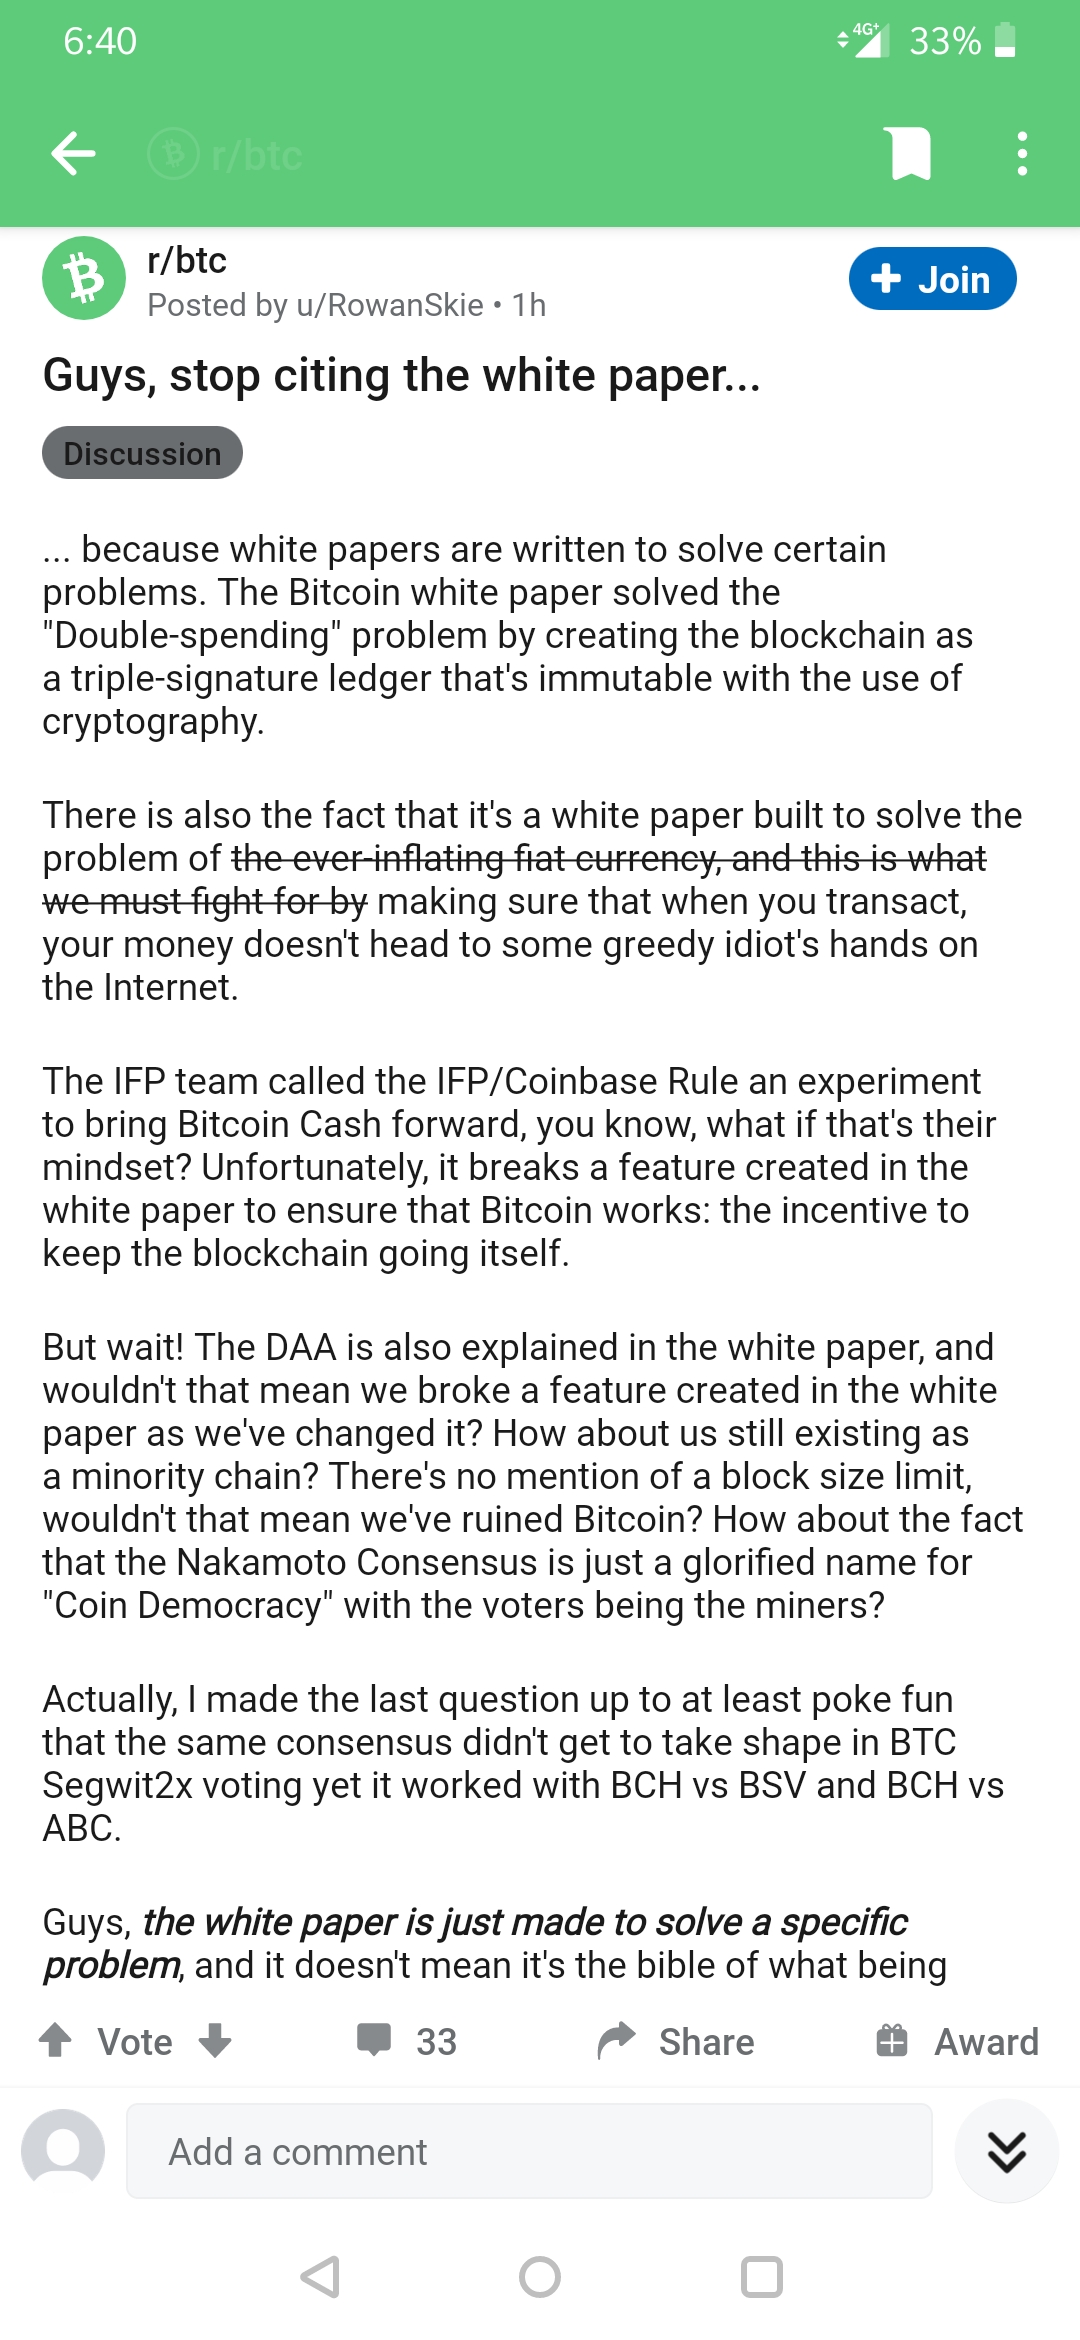 6:40
4G+ 33%
r/btc
r/btc
Posted by u/RowanSkie • 1h
Join
Guys, stop citing the white paper...
Discussion
... because white papers are written to solve certain
problems. The Bitcoin white paper solved the
"Double-spending" problem by creating the blockchain as
a triple-signature ledger that's immutable with the use of
cryptography.
There is also the fact that it's a white paper built to solve the
problem of the ever-inflating fiat currency, and this is what
we must fight for by making sure that when you transact,
your money doesn't head to some greedy idiot's hands on
the Internet.
The IFP team called the IFP/Coinbase Rule an experiment
to bring Bitcoin Cash forward, you know, what if that's their
mindset? Unfortunately, it breaks a feature created in the
white paper to ensure that Bitcoin works: the incentive to
keep the blockchain going itself.
But wait! The DAA is also explained in the white paper, and
wouldn't that mean we broke a feature created in the white
paper as we've changed it? How about us still existing as
a minority chain? There's no mention of a block size limit,
wouldn't that mean we've ruined Bitcoin? How about the fact
that the Nakamoto Consensus is just a glorified name for
"Coin Democracy" with the voters being the miners?
Actually, I made the last question up to at least poke fun
that the same consensus didn't get to take shape in BTC
Segwit2x voting yet it worked with BCH vs BSV and BCH vs
ABC.
Guys, the white paper is just made to solve a specific
problem, and it doesn't mean it's the bible of what being
Vote 33 Share Award
Add a comment